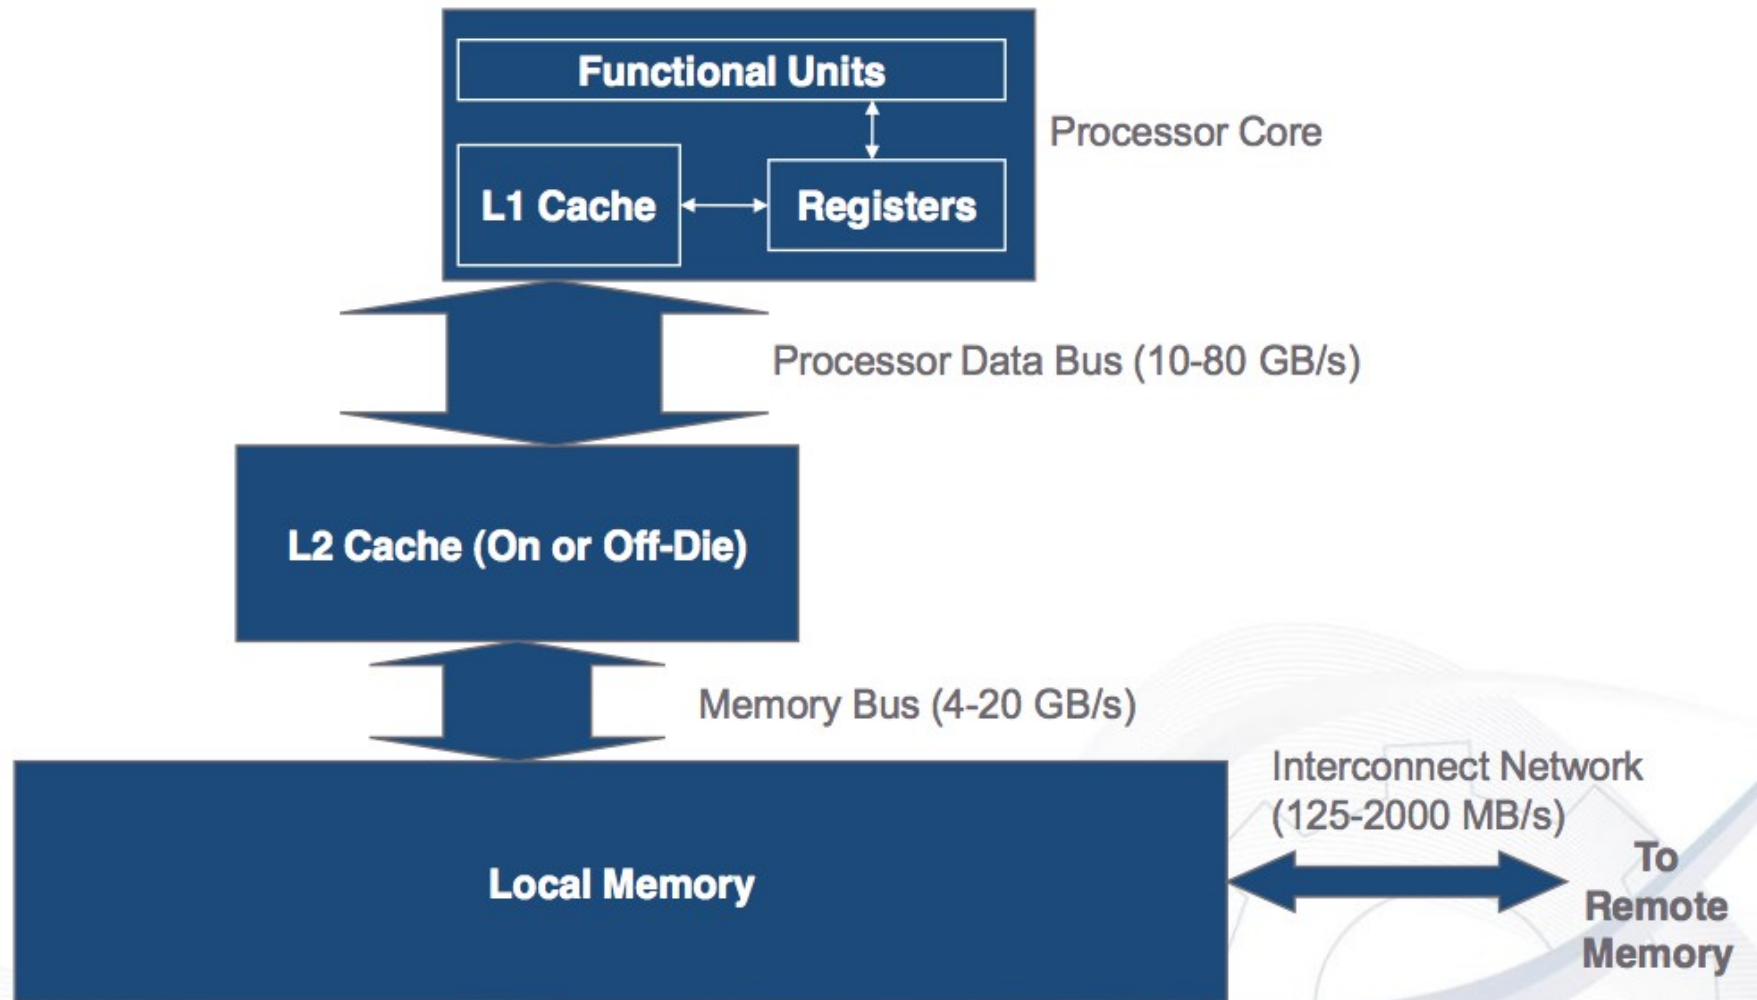 Functional Units
Processor Core
L1 Cache
Registers
Processor Data Bus (10-80 GB/s)
L2 Cache (On or Off-Die)
Memory Bus (4-20 GB/s)
Interconnect Network
(125-2000 MB/s)
Local Memory
To
Remote
Memory